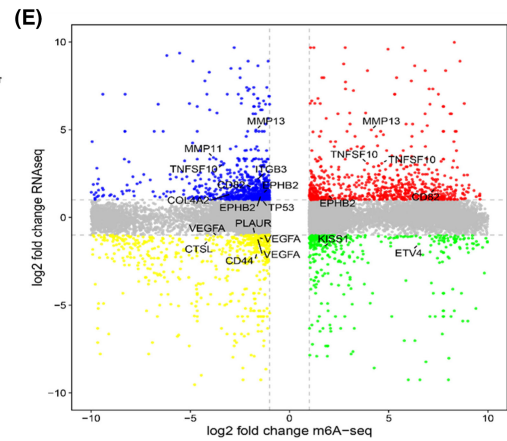 (E)
10
5
0
−5
−10
log2 fold change RNAseq
MMP13
MMP13
MMP11
TNFSF10
TNFSF10
TNFSF10
ITGB3
EPHB2
CD82
COL4A2
EPHB2
TP53
EPHB2
PLAUR
VEGFA
VEGFA
KISS1
CTSL
VEGFA
ETV4
CD44
−10
−5
0
5
10
log2 fold change m6A−seq